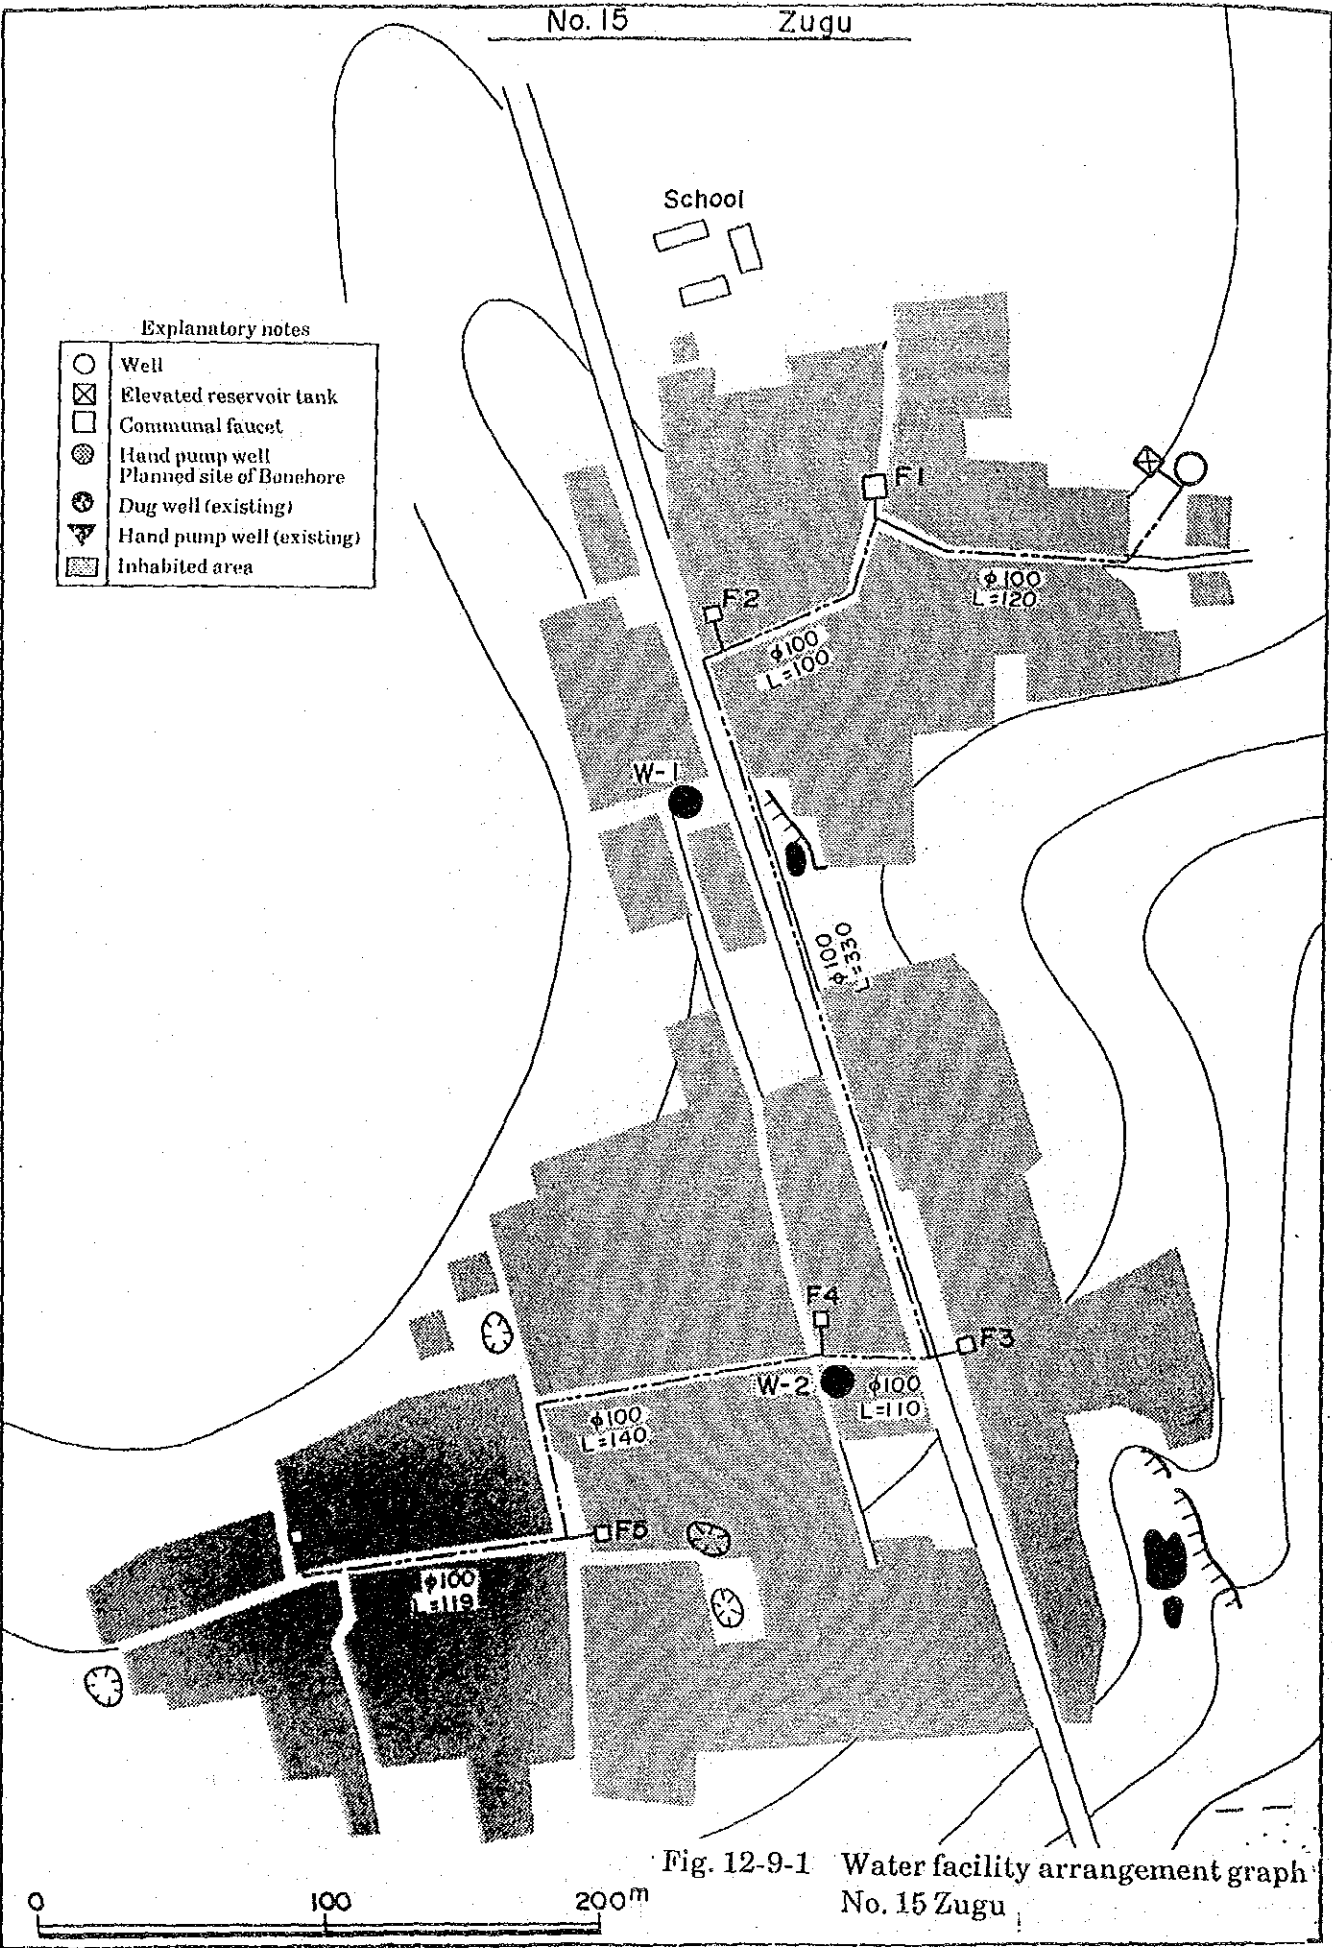 No. 15 Zugu
School
Explanatory notes
Well
Elevated reservoir tank
Communal faucet
Hand pump well
Planned site of Bonehore
Dug well (existing)
Hand pump well (existing)
Inhabited area
F1
φ100
L=120
F2
φ100
L=100
W-1
φ100
L=330
F4
F3
W-2
φ100
L=110
φ100
L=140
F5
φ100
L=119
Fig. 12-9-1 Water facility arrangement graph
No. 15 Zugu
0 100 200m